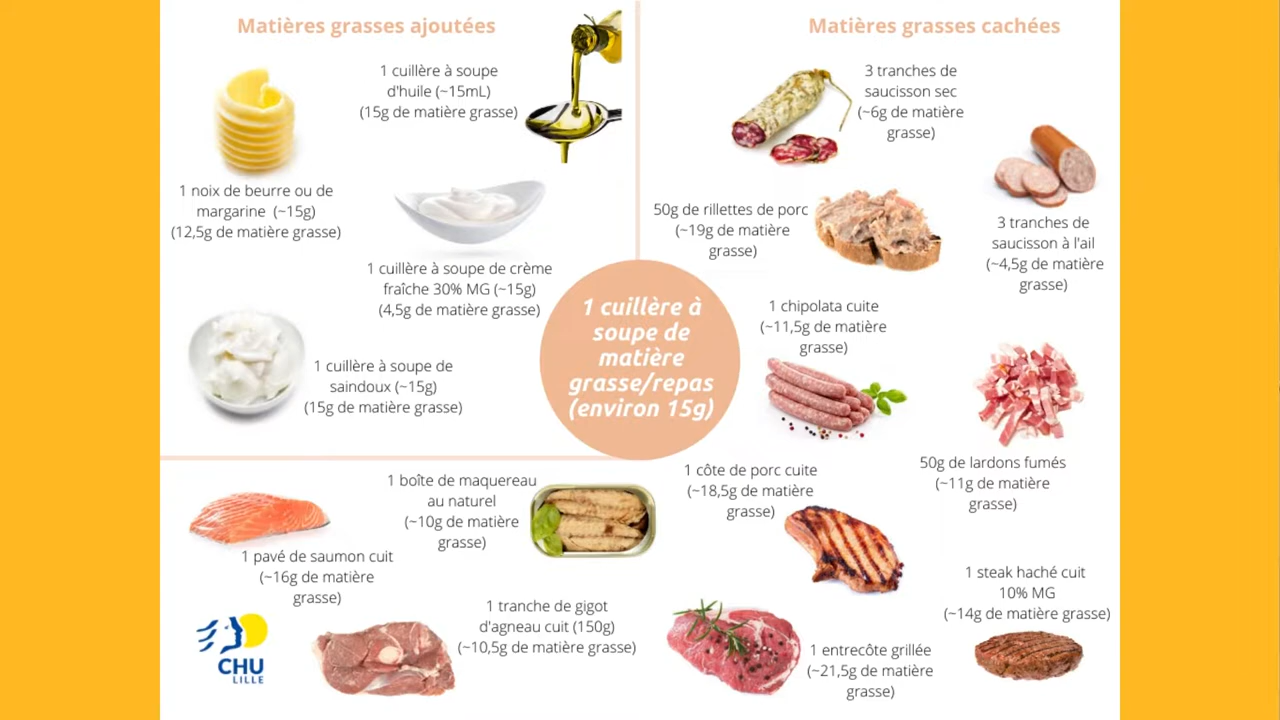 Matières grasses ajoutées
1 cuillère à soupe
d'huile (~15mL)
(15g de matière grasse)
1 noix de beurre ou de
margarine (~15g)
(12,5g de matière grasse)
1 cuillère à soupe de crème
fraîche 30% MG (~15g)
(4,5g de matière grasse)
1 cuillère à soupe de
saindoux (~15g)
(15g de matière grasse)
1 cuillère à
soupe de
matière
grasse/repas
(environ 15g)
Matières grasses cachées
3 tranches de
saucisson sec
(~6g de matière
grasse)
50g de rillettes de porc
(~19g de matière
grasse)
3 tranches de
saucisson à l'ail
(~4,5g de matière
grasse)
1 chipolata cuite
(~11,5g de matière
grasse)
50g de lardons fumés
(~11g de matière
grasse)
1 côte de porc cuite
(~18,5g de matière
grasse)
1 boîte de maquereau
au naturel
(~10g de matière
grasse)
1 pavé de saumon cuit
(~16g de matière
grasse)
1 steak haché cuit
10% MG
(~14g de matière grasse)
1 tranche de gigot
d'agneau cuit (150g)
(~10,5g de matière grasse)
1 entrecôte grillée
(~21,5g de matière
grasse)
CHU
LILLE